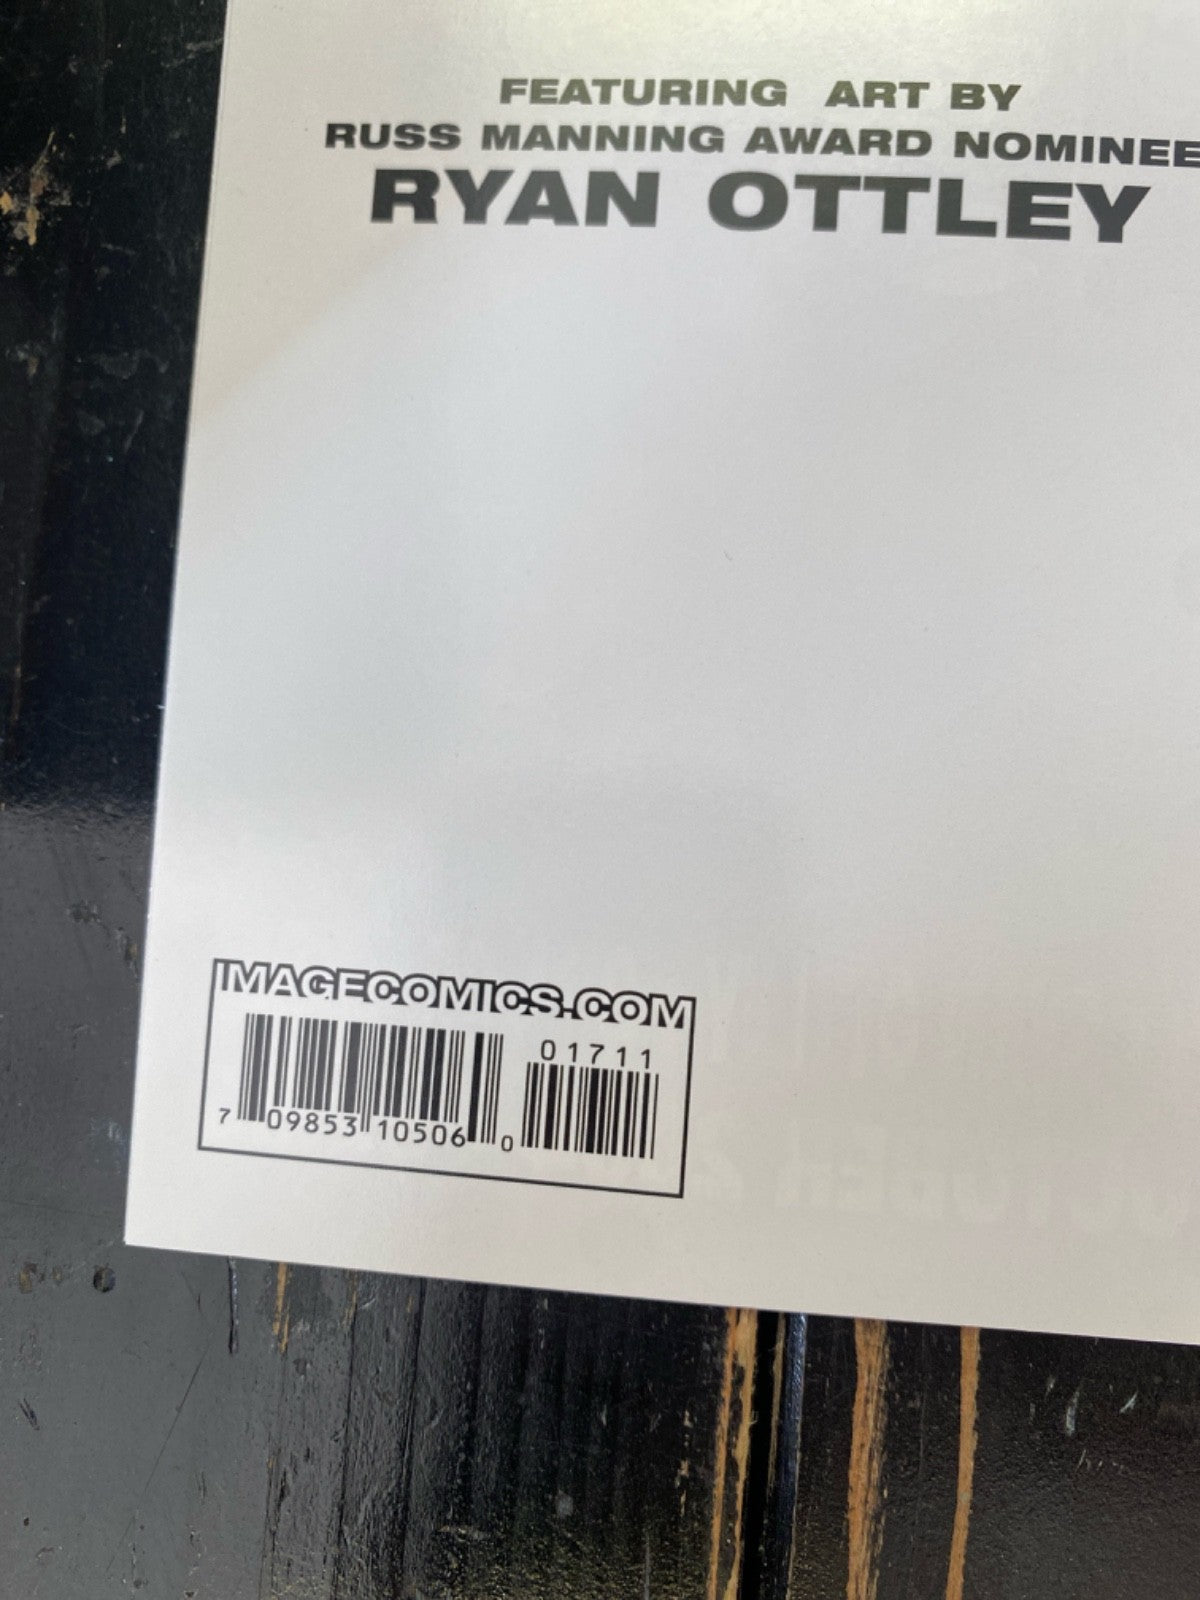 FEATURING ART BY
RUSS MANNING AWARD NOMINEE
RYAN OTTLEY
IMAGECOMICS.COM
01711
7 09853 10506 0